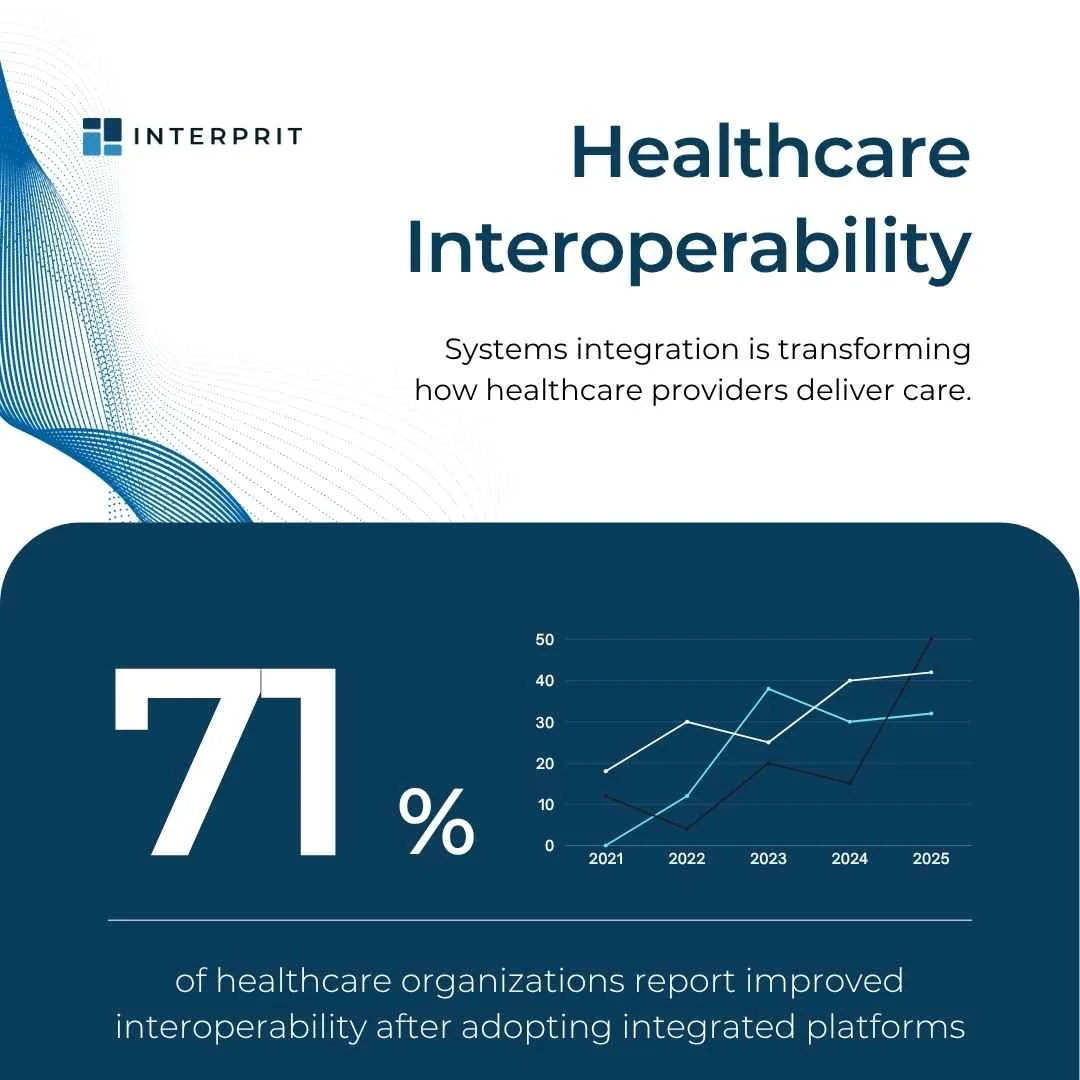 INTERPRIT
Healthcare
Interoperability
Systems integration is transforming
how healthcare providers deliver care.
71 %
50
40
30
20
10
0
2021 2022 2023 2024 2025
of healthcare organizations report improved
interoperability after adopting integrated platforms